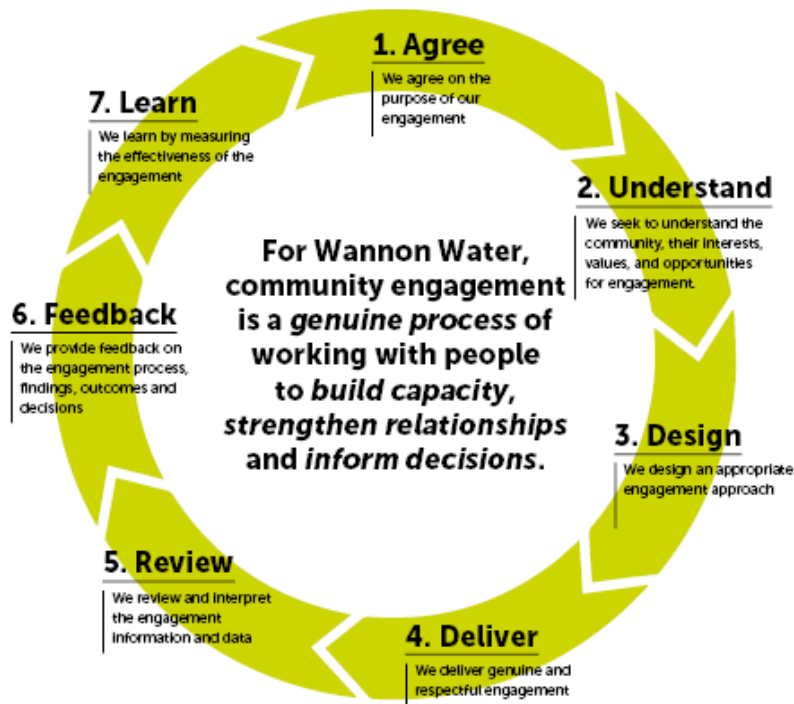 1. Agree
We agree on the
purpose of our
engagement
2. Understand
We seek to understand the
community, their interests,
values, and opportunities
for engagement.
3. Design
We design an appropriate
engagement approach
4. Deliver
We deliver genuine and
respectful engagement
5. Review
We review and interpret
the engagement
information and data
6. Feedback
We provide feedback on
the engagement process,
findings, outcomes and
decisions
7. Learn
We learn by measuring
the effectiveness of the
engagement
For Wannon Water,
community engagement
is a genuine process of
working with people
to build capacity,
strengthen relationships
and inform decisions.